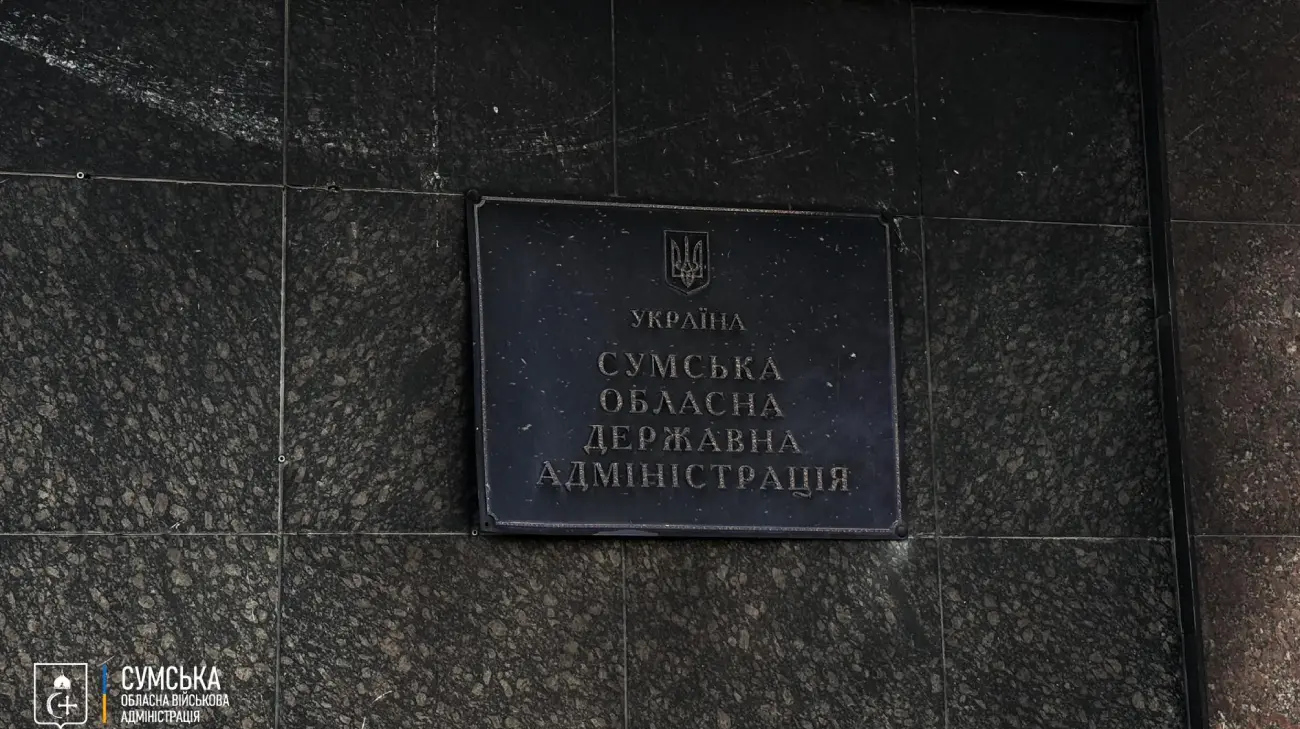 УКРАЇНА
СУМСЬКА
ОБЛАСНА
ДЕРЖАВНА
АДМІНІСТРАЦІЯ
СУМСЬКА
ОБЛАСНА ВІЙСЬКОВА
АДМІНІСТРАЦІЯ